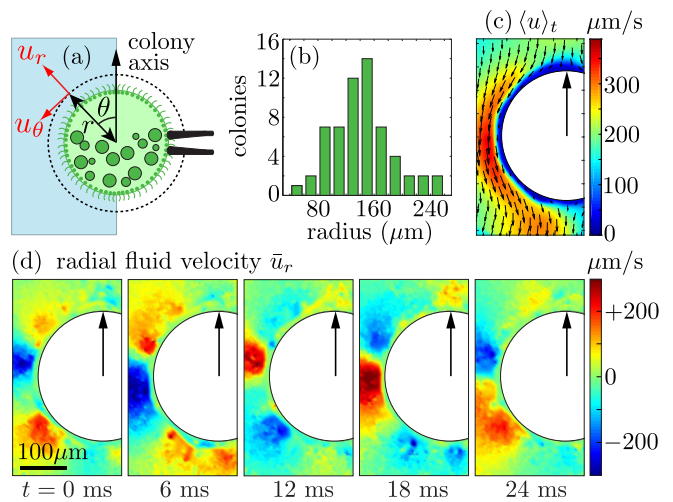 (a)
colony
axis
u_r
u_θ
θ
r
(b)
16
12
8
4
0
colonies
80 160 240
radius (μm)
(c) ⟨u⟩_t
μm/s
400
300
200
100
0
(d) radial fluid velocity ū_r
μm/s
+200
0
−200
100μm
t = 0 ms
6 ms
12 ms
18 ms
24 ms